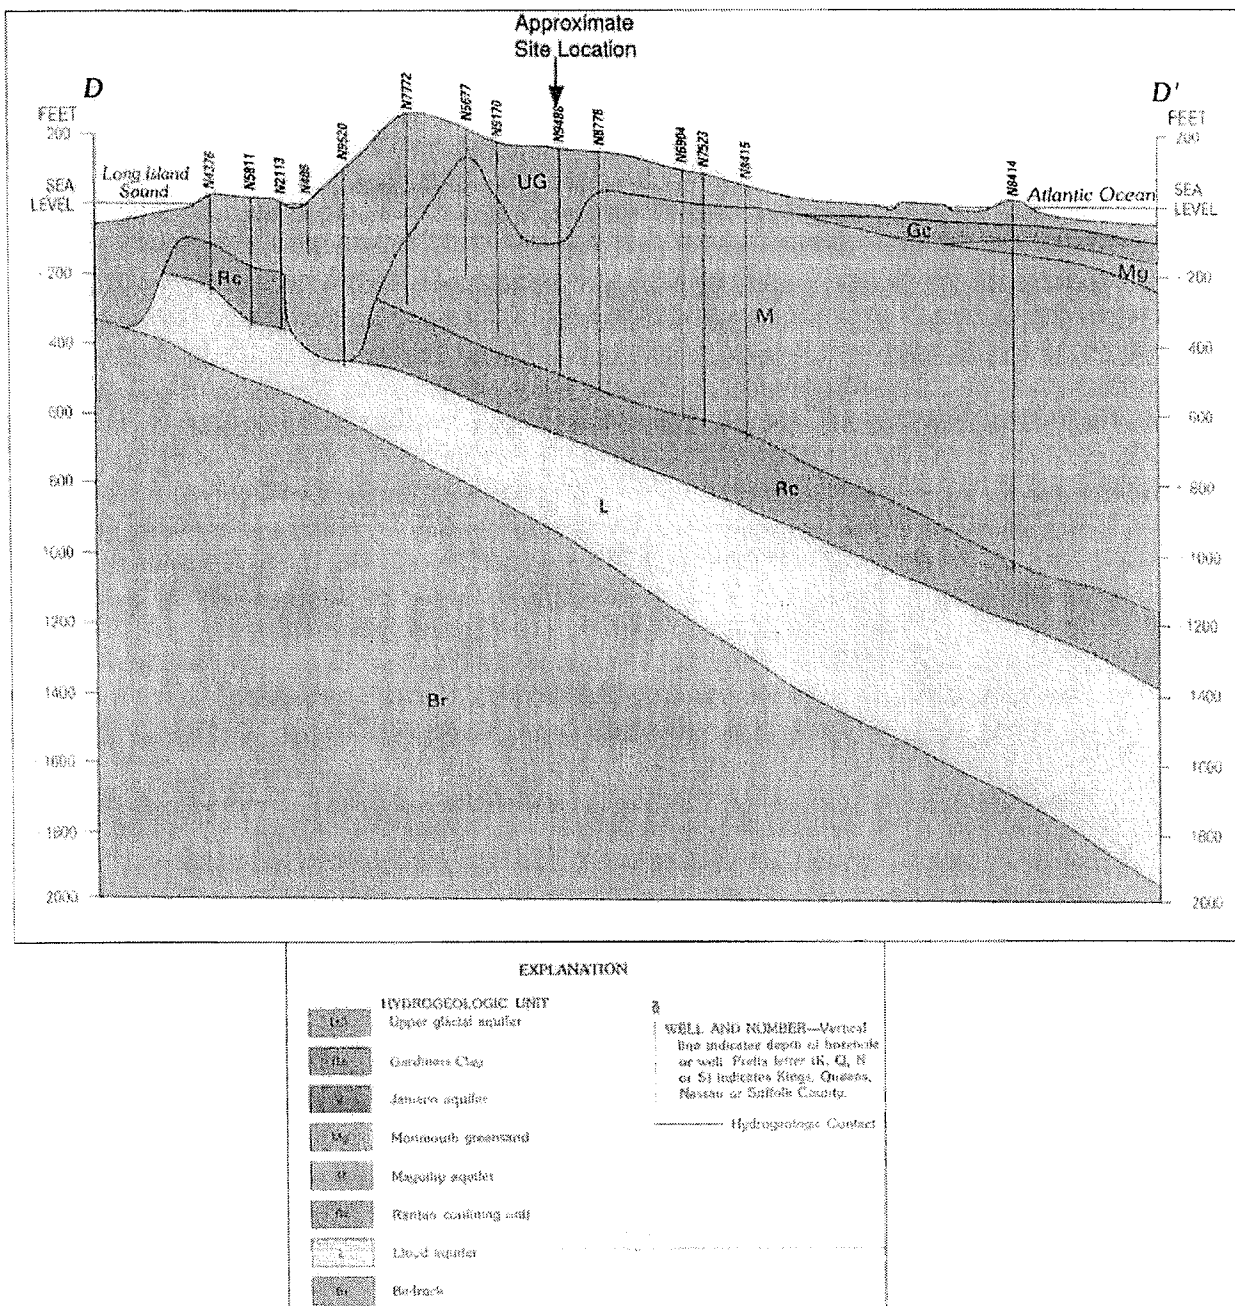 Approximate
Site Location
D
D'
FEET
200
SEA
LEVEL
200
400
600
800
1000
1200
1400
1600
1800
2000
Long Island
Sound
N4376
N5811
N2113
N9520
N7772
N5677
N9170
N9488
N8778
N6904
N7523
N8415
N8414
FEET
200
Atlantic Ocean
SEA
LEVEL
200
400
600
800
1000
1200
1400
1600
1800
2000
UG
Gc
Mg
Rc
M
Rc
L
Br
EXPLANATION
HYDROGEOLOGIC UNIT
Upper glacial aquifer
Gardiners Clay
Jameco aquifer
Mg
Monmouth greensand
Magothy aquifer
Raritan confining unit
L
Lloyd aquifer
Br
Bedrock
WELL AND NUMBER—Vertical
line indicates depth of borehole
or well. Prefix letter (K, Q, N
or S) indicates Kings, Queens,
Nassau or Suffolk County.
Hydrogeologic Contact